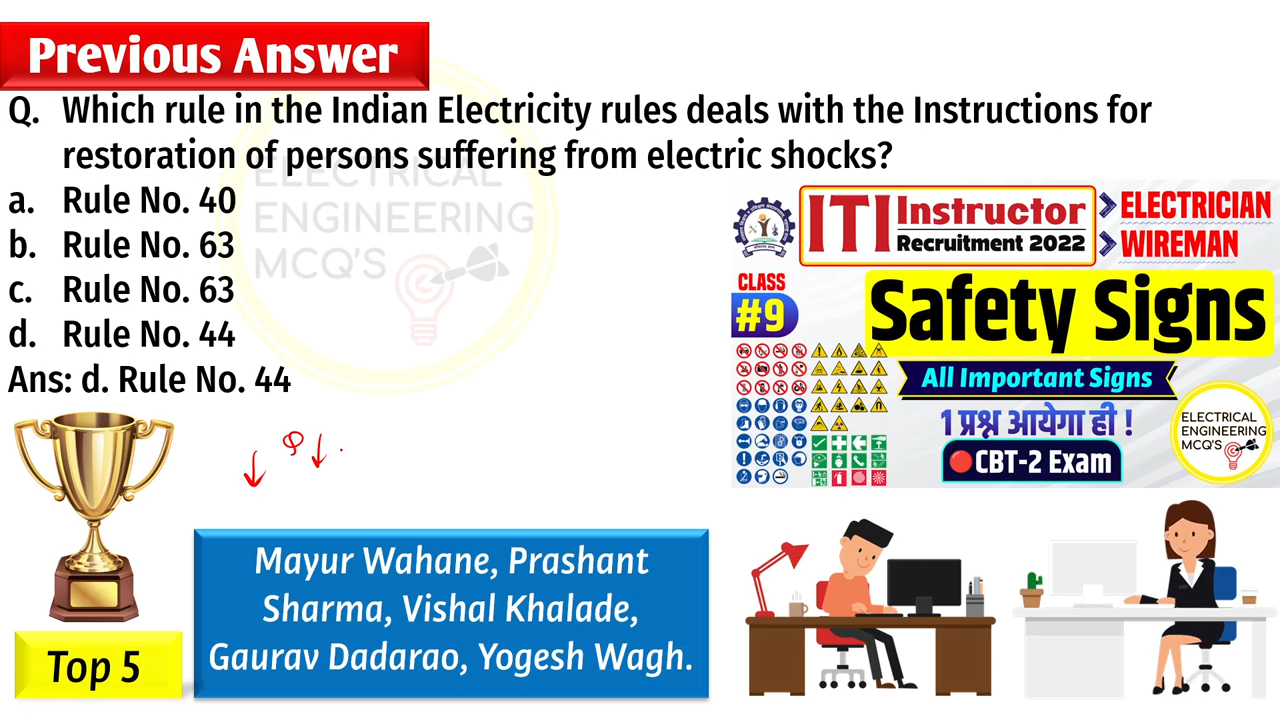 Previous Answer
Q. Which rule in the Indian Electricity rules deals with the Instructions for
restoration of persons suffering from electric shocks?
a. Rule No. 40
b. Rule No. 63
c. Rule No. 63
d. Rule No. 44
Ans: d. Rule No. 44
ELECTRICAL
ENGINEERING
MCQ'S
ITI Instructor
Recruitment 2022
ELECTRICIAN
WIREMAN
CLASS
#9
Safety Signs
All Important Signs
1 प्रश्न आयेगा ही !
CBT-2 Exam
ELECTRICAL
ENGINEERING
MCQ'S
Top 5
Mayur Wahane, Prashant
Sharma, Vishal Khalade,
Gaurav Dadarao, Yogesh Wagh.